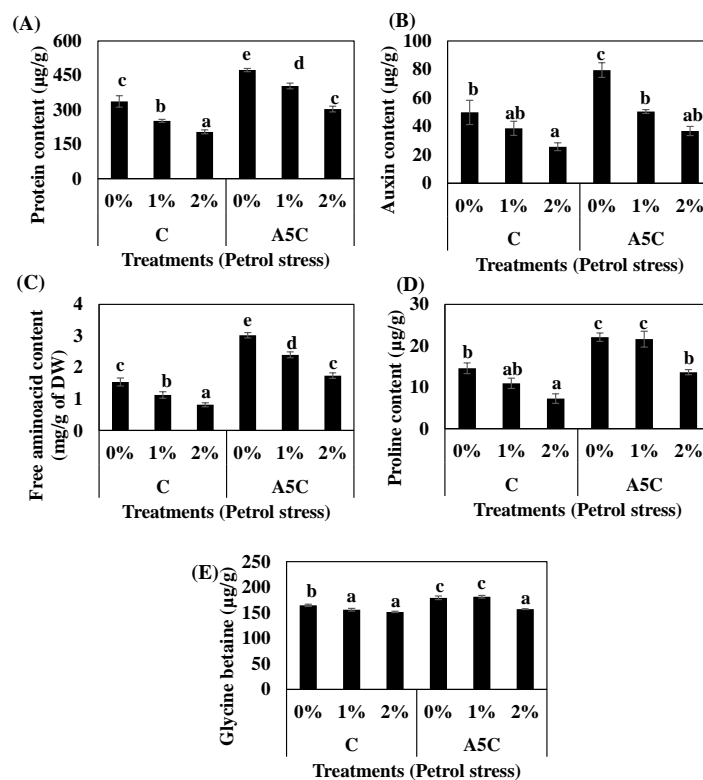 (A)
Protein content (µg/g)
600
450
300
150
0
c
b
a
e
d
c
0% 1% 2% 0% 1% 2%
C A5C
Treatments (Petrol stress)
(B)
Auxin content (µg/g)
100
80
60
40
20
0
b
ab
a
c
b
ab
0% 1% 2% 0% 1% 2%
C A5C
Treatments (Petrol stress)
(C)
Free aminoacid content
(mg/g of DW)
4
3
2
1
0
c
b
a
e
d
c
0% 1% 2% 0% 1% 2%
C A5C
Treatments (Petrol stress)
(D)
Proline content (µg/g)
30
20
10
0
b
ab
a
c
c
b
0% 1% 2% 0% 1% 2%
C A5C
Treatments (Petrol stress)
(E)
Glycine betaine (µg/g)
250
200
150
100
50
0
b
a
a
c
c
a
0% 1% 2% 0% 1% 2%
C A5C
Treatments (Petrol stress)